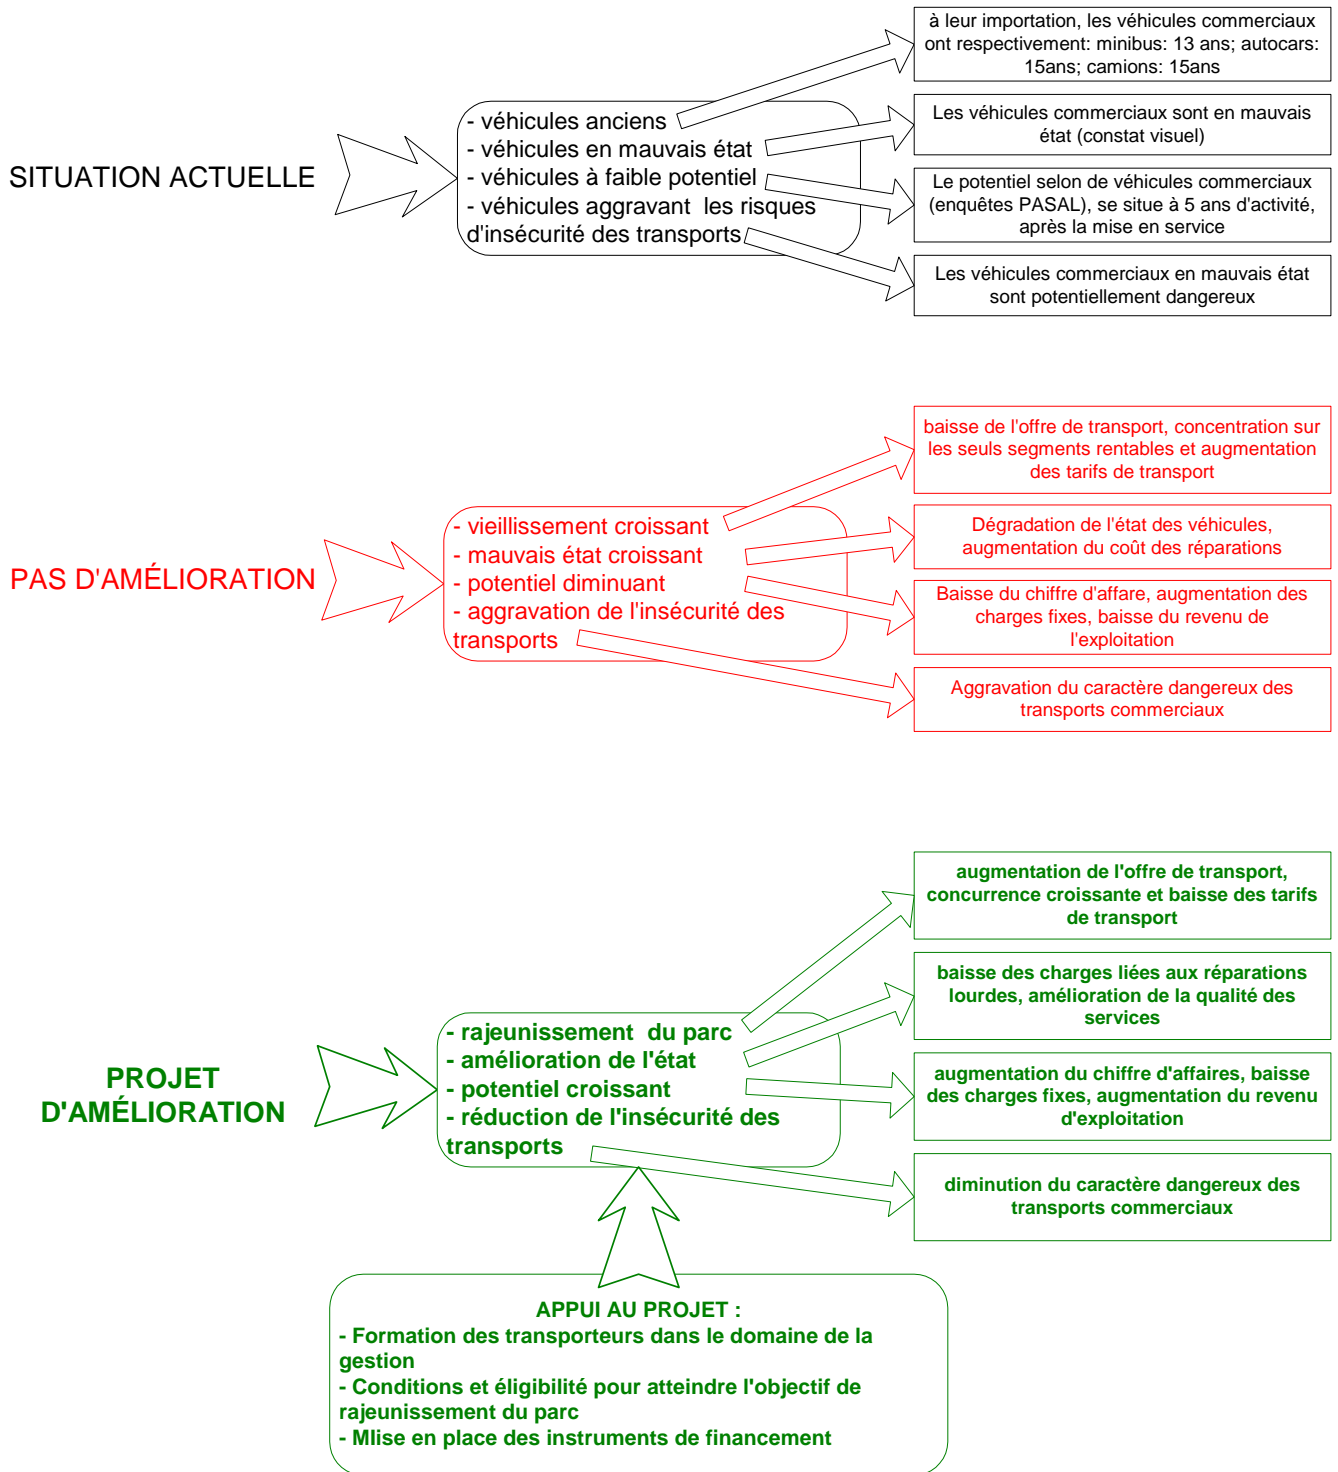 SITUATION ACTUELLE
- véhicules anciens
- véhicules en mauvais état
- véhicules à faible potentiel
- véhicules aggravant les risques
d'insécurité des transports
à leur importation, les véhicules commerciaux
ont respectivement: minibus: 13 ans; autocars:
15ans; camions: 15ans
Les véhicules commerciaux sont en mauvais
état (constat visuel)
Le potentiel selon de véhicules commerciaux
(enquêtes PASAL), se situe à 5 ans d'activité,
après la mise en service
Les véhicules commerciaux en mauvais état
sont potentiellement dangereux
PAS D'AMÉLIORATION
- vieillissement croissant
- mauvais état croissant
- potentiel diminuant
- aggravation de l'insécurité des
transports
baisse de l'offre de transport, concentration sur
les seuls segments rentables et augmentation
des tarifs de transport
Dégradation de l'état des véhicules,
augmentation du coût des réparations
Baisse du chiffre d'affare, augmentation des
charges fixes, baisse du revenu de
l'exploitation
Aggravation du caractère dangereux des
transports commerciaux
PROJET
D'AMÉLIORATION
- rajeunissement du parc
- amélioration de l'état
- potentiel croissant
- réduction de l'insécurité des
transports
augmentation de l'offre de transport,
concurrence croissante et baisse des tarifs
de transport
baisse des charges liées aux réparations
lourdes, amélioration de la qualité des
services
augmentation du chiffre d'affaires, baisse
des charges fixes, augmentation du revenu
d'exploitation
diminution du caractère dangereux des
transports commerciaux
APPUI AU PROJET :
- Formation des transporteurs dans le domaine de la
gestion
- Conditions et éligibilité pour atteindre l'objectif de
rajeunissement du parc
- MIise en place des instruments de financement